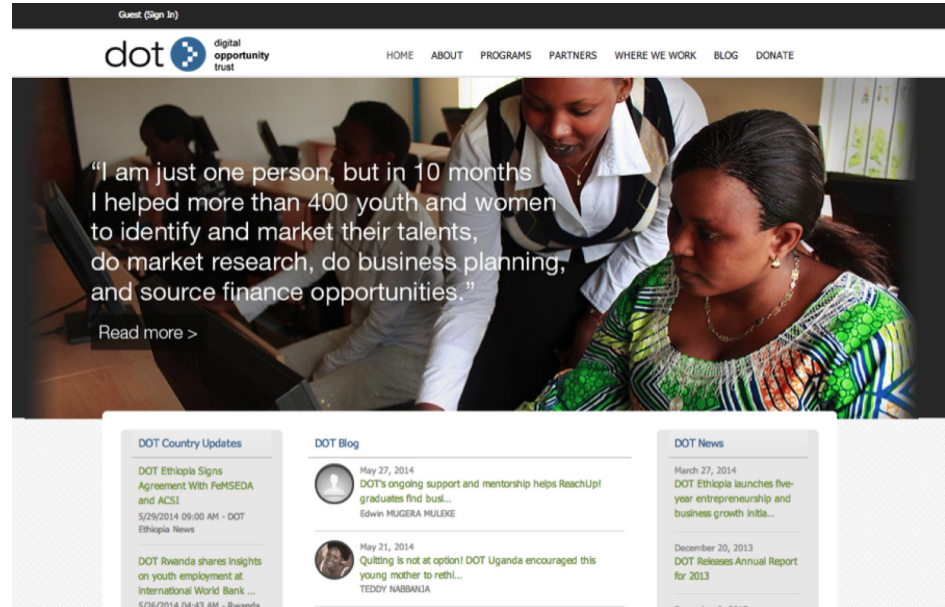 Guest (Sign In)
dot
digital
opportunity
trust
HOME ABOUT PROGRAMS PARTNERS WHERE WE WORK BLOG DONATE
“I am just one person, but in 10 months
I helped more than 400 youth and women
to identify and market their talents,
do market research, do business planning,
and source finance opportunities.”
Read more >
DOT Country Updates
DOT Ethiopia Signs
Agreement With FeMSEDA
and ACSI
5/29/2014 09:00 AM - DOT
Ethiopia News
DOT Rwanda shares insights
on youth employment at
international World Bank ...
5/26/2014 04:43 AM - Rwanda
DOT Blog
May 27, 2014
DOT's ongoing support and mentorship helps ReachUp!
graduates find busi...
Edwin MUGERA MULEKE
May 21, 2014
Quitting is not at option! DOT Uganda encouraged this
young mother to rethi...
TEDDY NABBANJA
DOT News
March 27, 2014
DOT Ethiopia launches five-
year entrepreneurship and
business growth initia...
December 20, 2013
DOT Releases Annual Report
for 2013